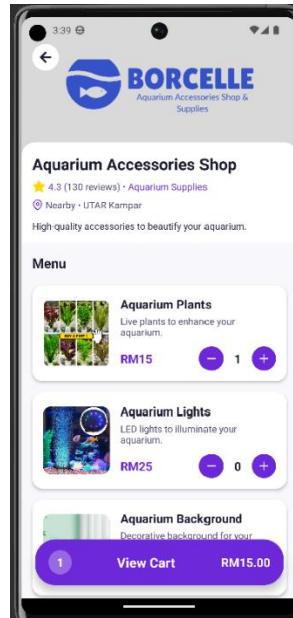 3:39
BORCELLE
Aquarium Accessories Shop &
Supplies
Aquarium Accessories Shop
4.3 (130 reviews) • Aquarium Supplies
Nearby • UTAR Kampar
High-quality accessories to beautify your aquarium.
Menu
Aquarium Plants
Live plants to enhance your
aquarium.
RM15
1
Aquarium Lights
LED lights to illuminate your
aquarium.
RM25
0
Aquarium Background
Decorative background for your
1
View Cart
RM15.00